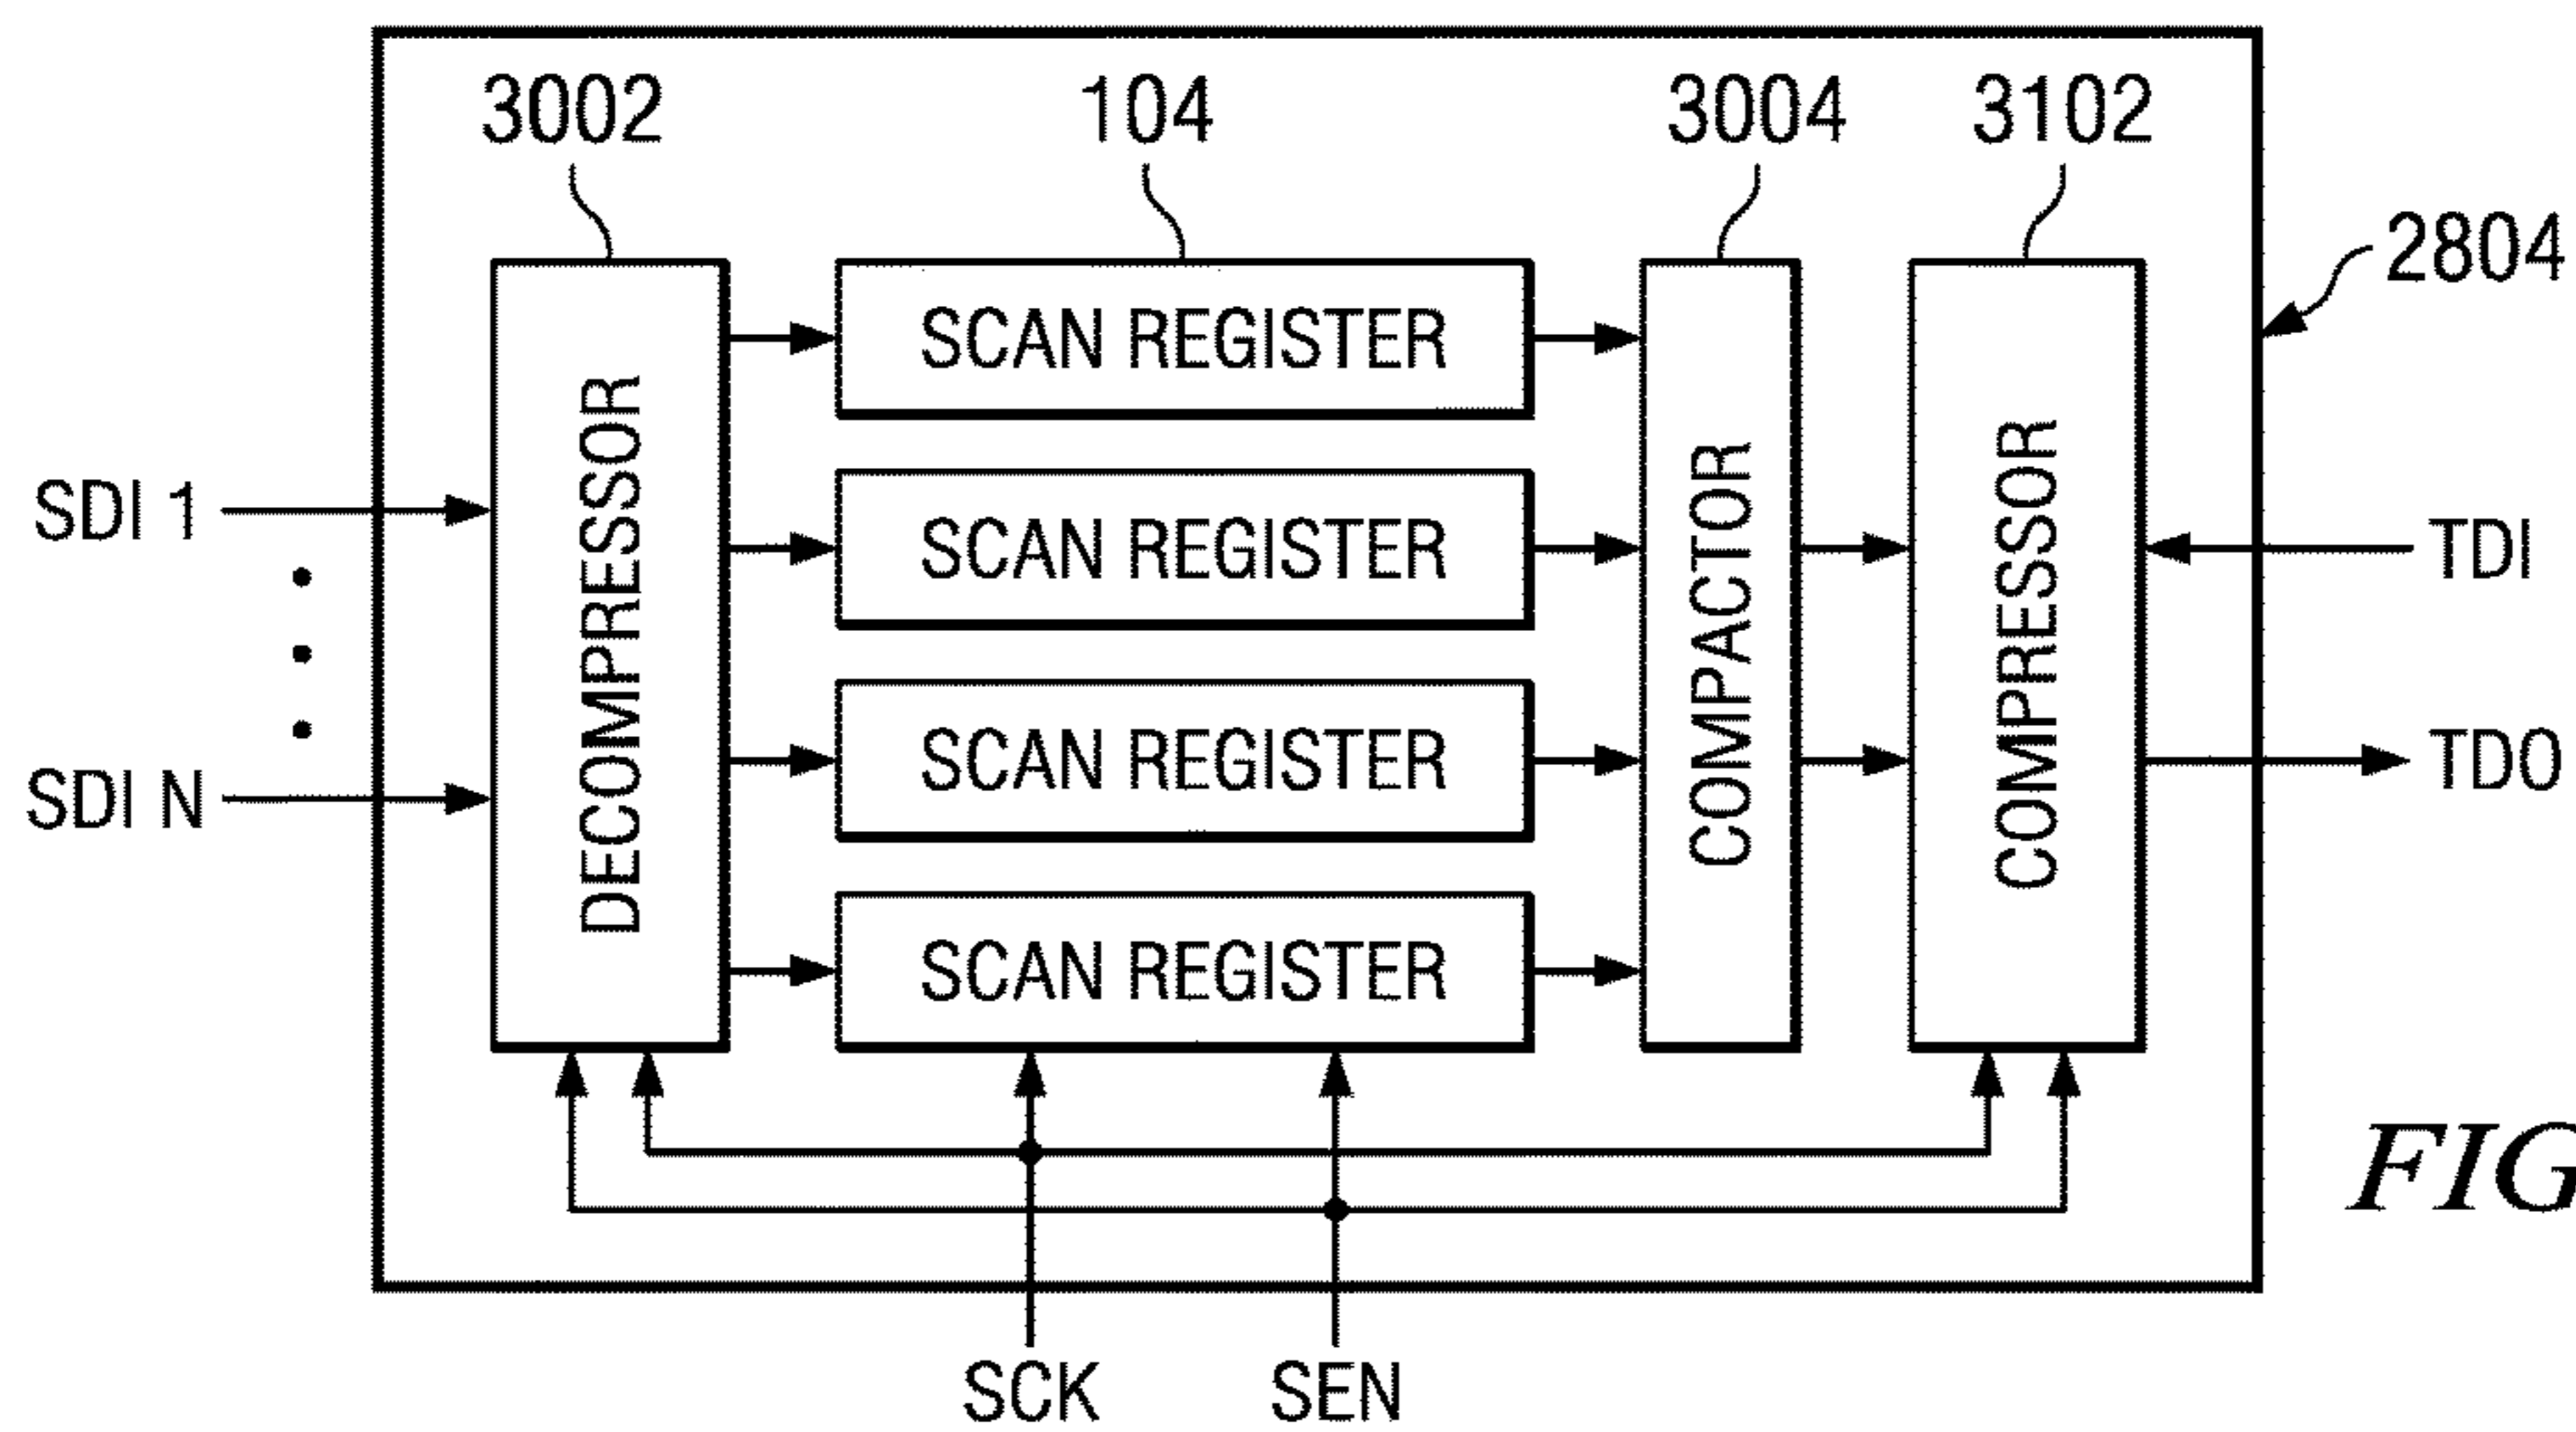 3002
104
3004
3102
2804
DECOMPRESSOR
SCAN REGISTER
SCAN REGISTER
SCAN REGISTER
SCAN REGISTER
COMPACTOR
COMPRESSOR
SDI 1
SDI N
TDI
TDO
SCK
SEN
FIG